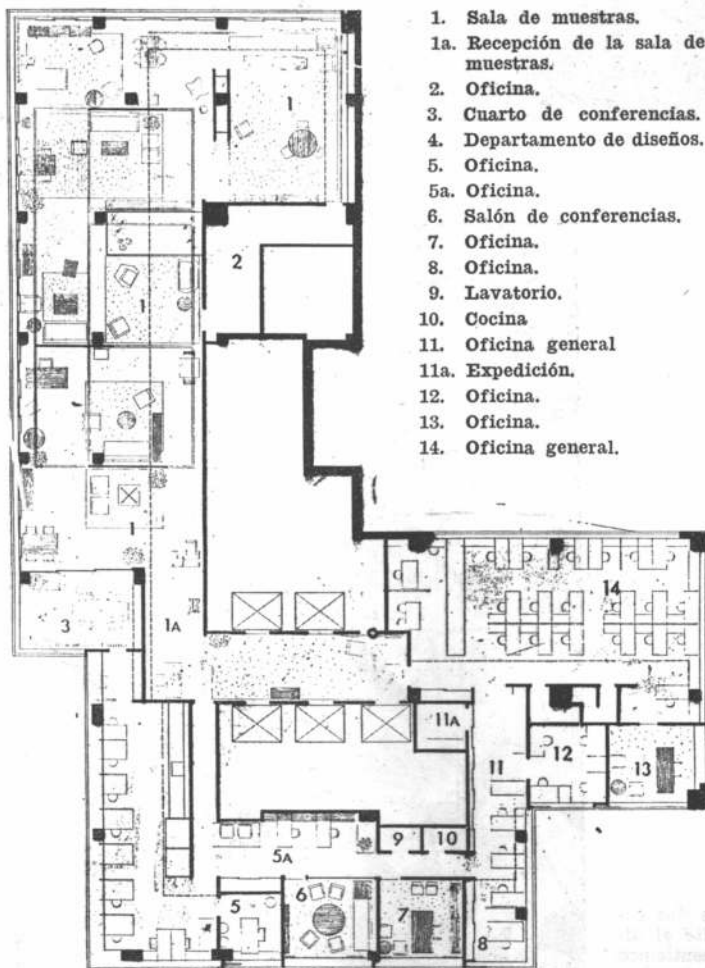 1. Sala de muestras.
1a. Recepción de la sala de
muestras.
2. Oficina.
3. Cuarto de conferencias.
4. Departamento de diseños.
5. Oficina.
5a. Oficina.
6. Salón de conferencias.
7. Oficina.
8. Oficina.
9. Lavatorio.
10. Cocina
11. Oficina general
11a. Expedición.
12. Oficina.
13. Oficina.
14. Oficina general.
1
2
1
1
3
1A
14
11A
11
12
13
9
10
5A
5
6
7
8